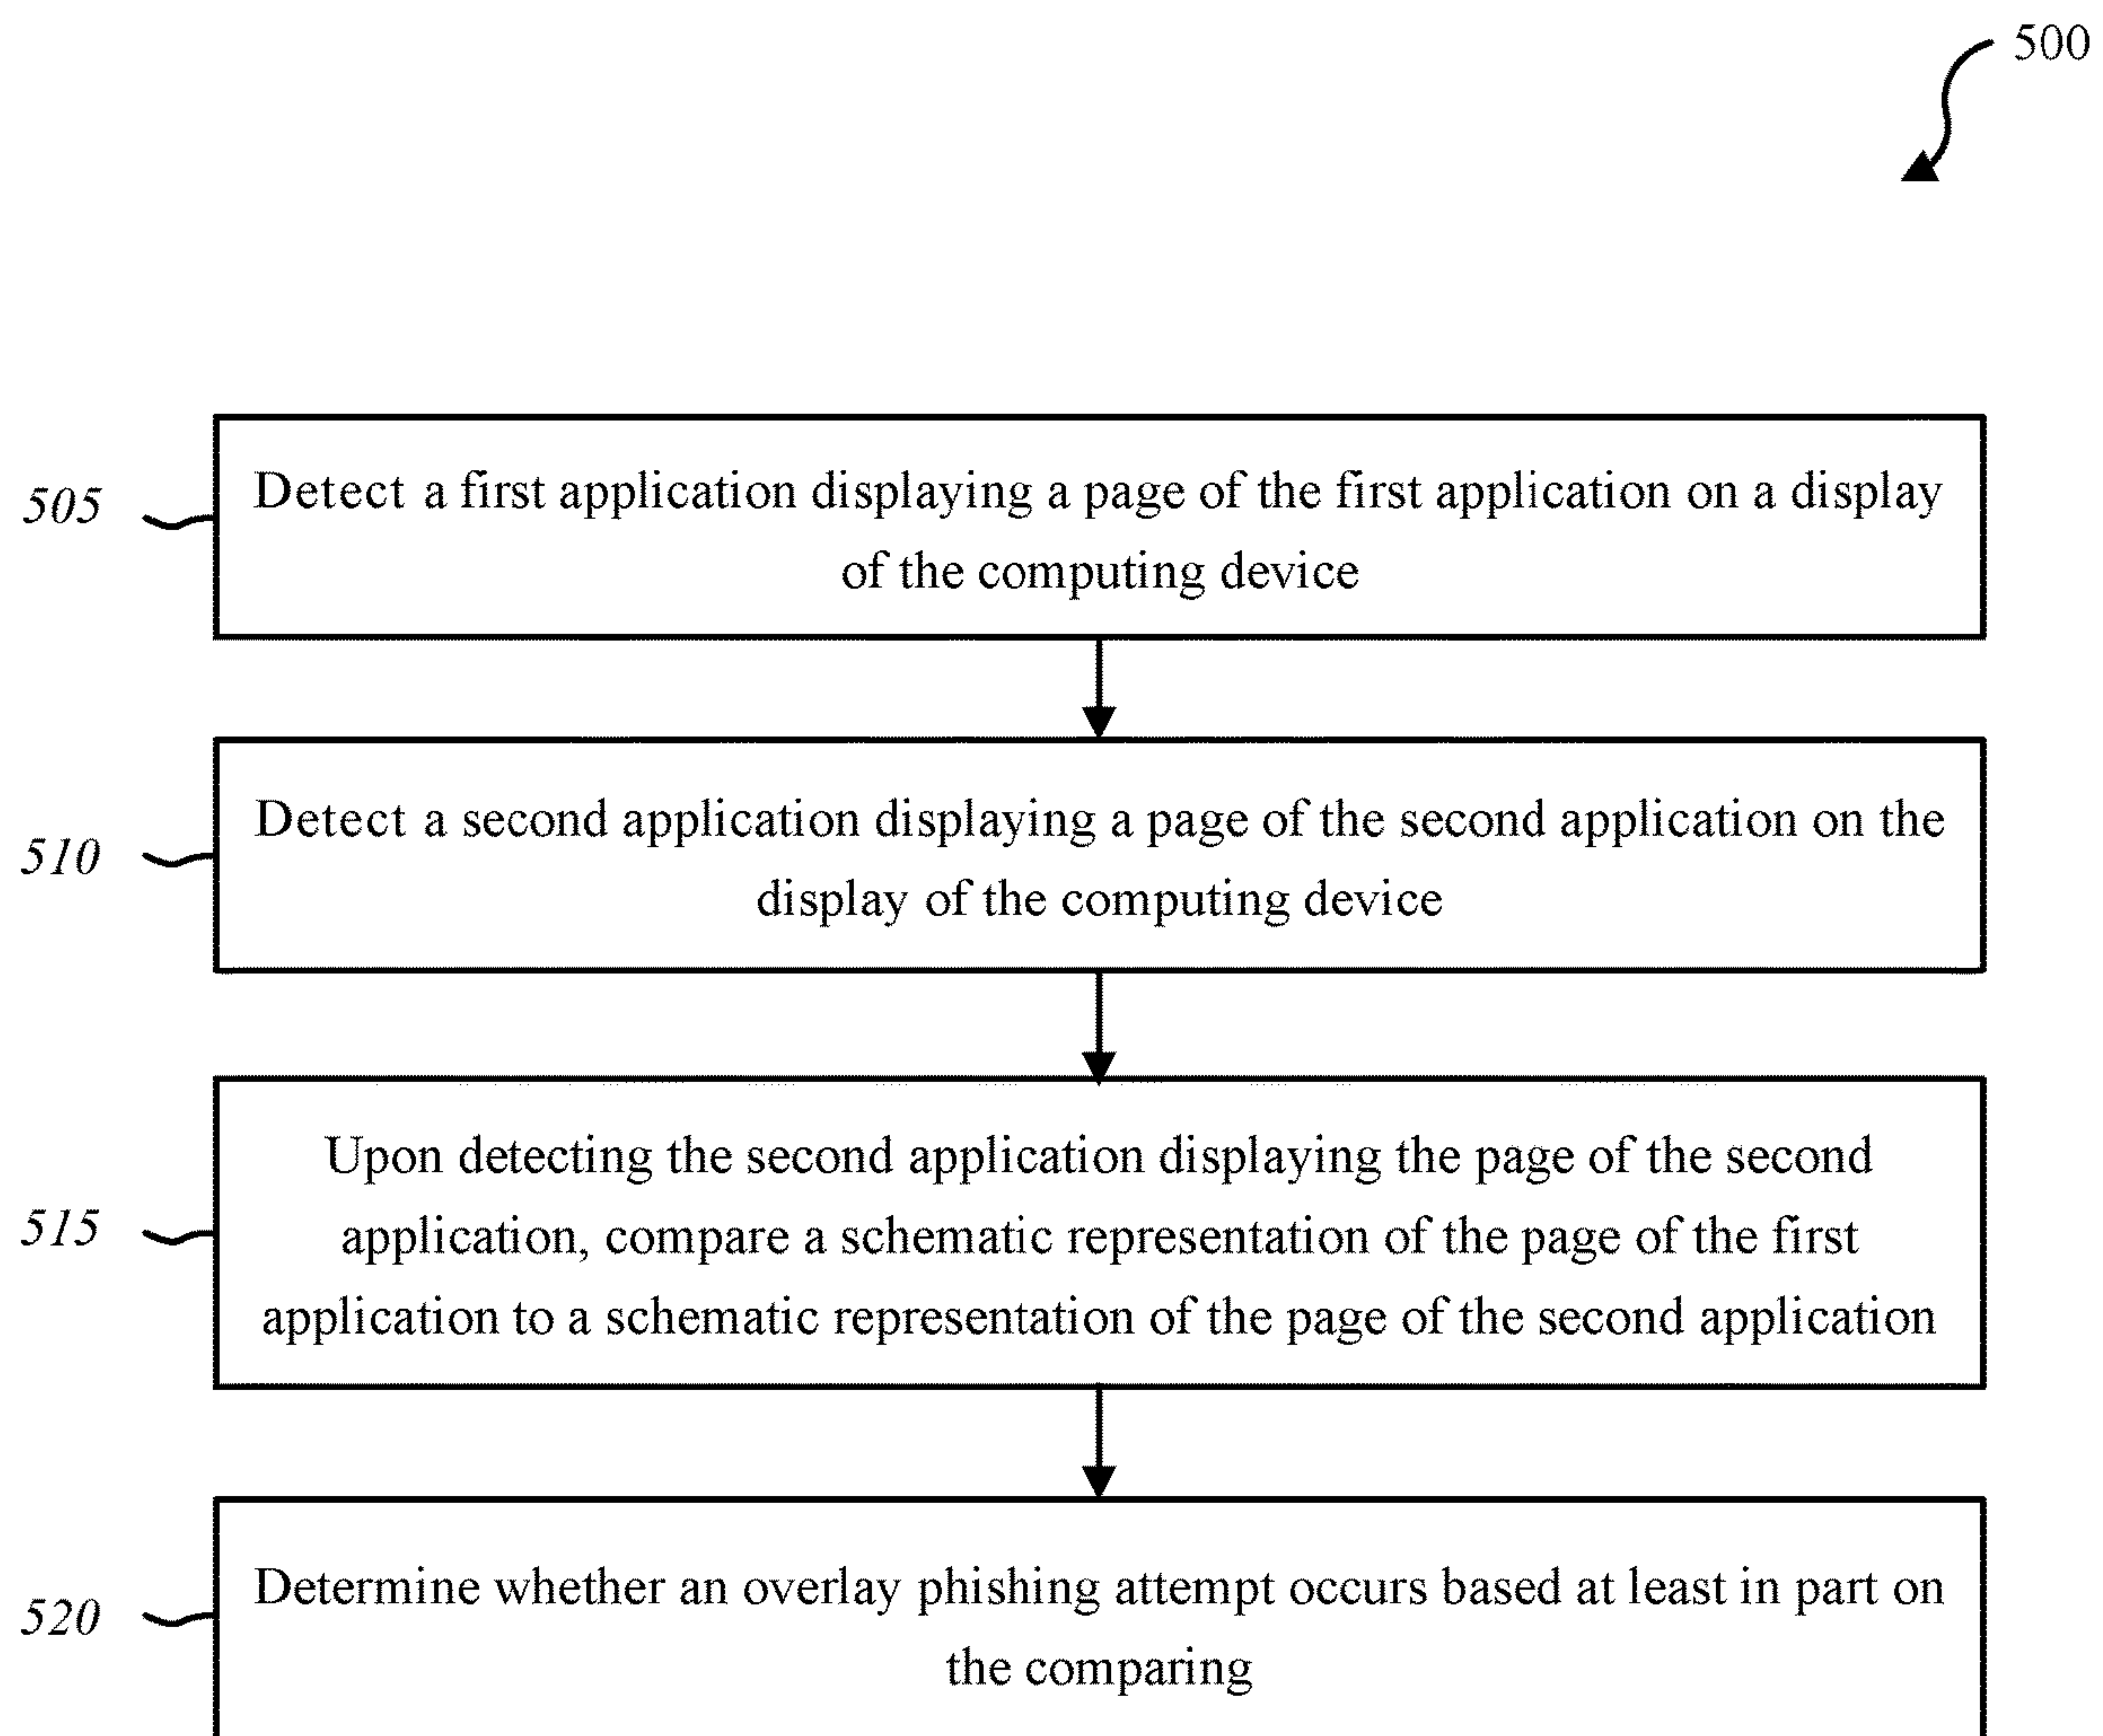 500
505
Detect a first application displaying a page of the first application on a display
of the computing device
510
Detect a second application displaying a page of the second application on the
display of the computing device
515
Upon detecting the second application displaying the page of the second
application, compare a schematic representation of the page of the first
application to a schematic representation of the page of the second application
520
Determine whether an overlay phishing attempt occurs based at least in part on
the comparing